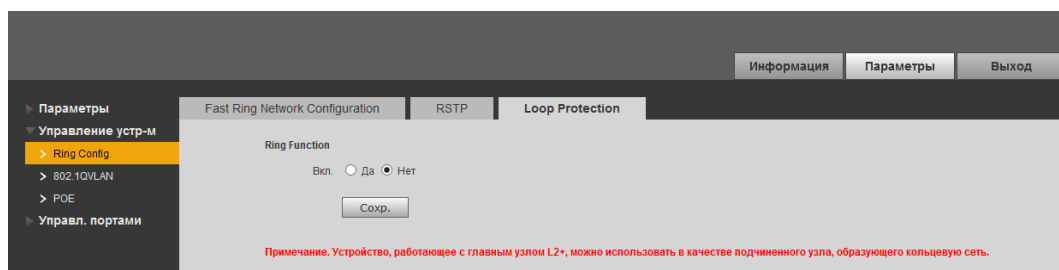 Информация Параметры Выход
Параметры Fast Ring Network Configuration RSTP Loop Protection
Управление устр-м
Ring Config Ring Function
802.1QVLAN Вкл. Да Нет
POE
Управл. портами Сохр.
Примечание. Устройство, работающее с главным узлом L2+, можно использовать в качестве подчиненного узла, образующего кольцевую сеть.